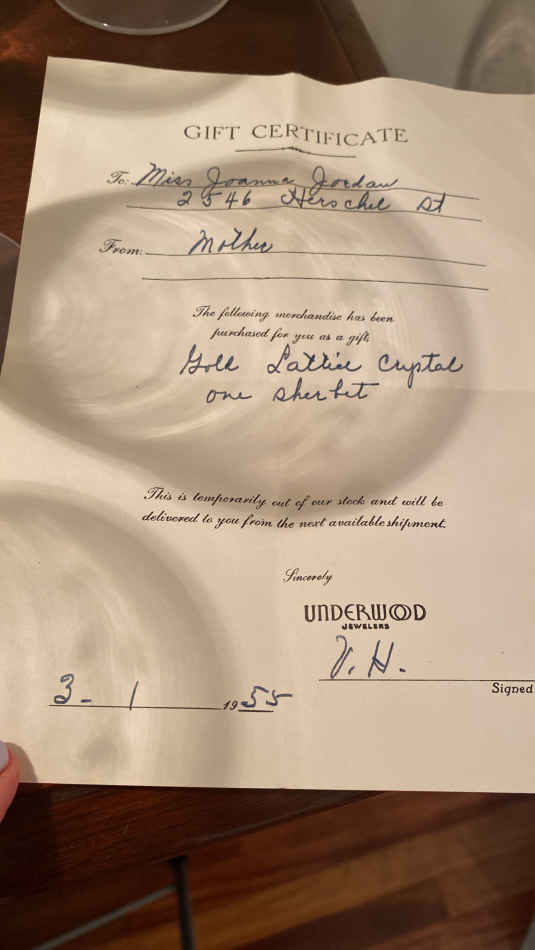 GIFT CERTIFICATE
To: Miss Joanne Jordan
2546 Herschel St
From: Mother
The following merchandise has been
purchased for you as a gift,
Gold Lattice Crystal
one sherbet
This is temporarily out of our stock and will be
delivered to you from the next available shipment.
Sincerely
UNDERWOOD
JEWELERS
V. H.
Signed
3 - 1 1955